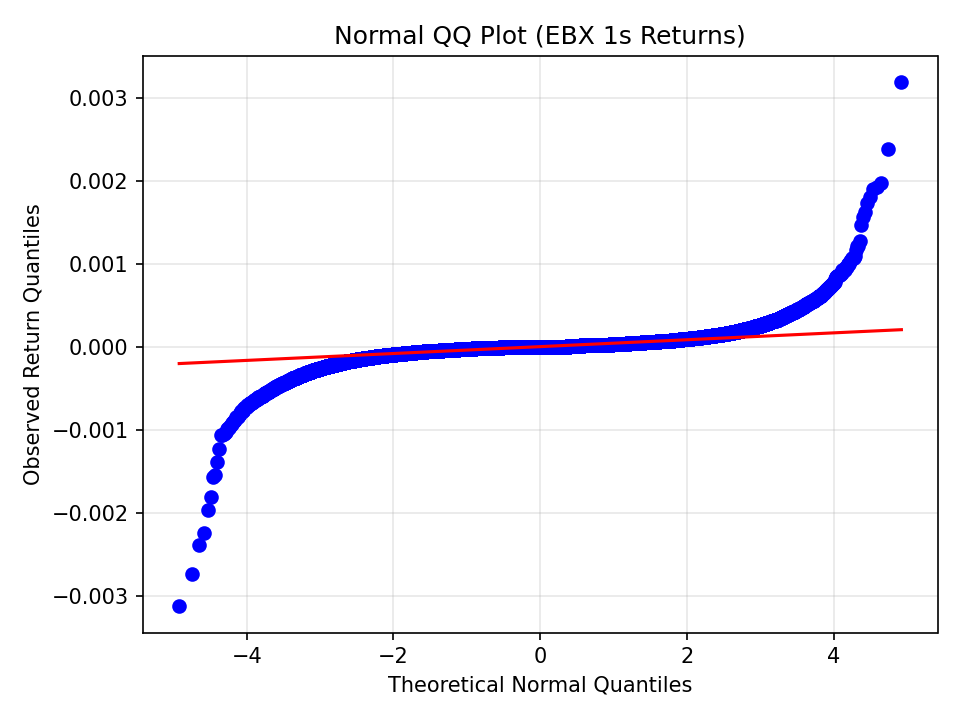 Normal QQ Plot (EBX 1s Returns)
Observed Return Quantiles
0.003
0.002
0.001
0.000
−0.001
−0.002
−0.003
−4 −2 0 2 4
Theoretical Normal Quantiles